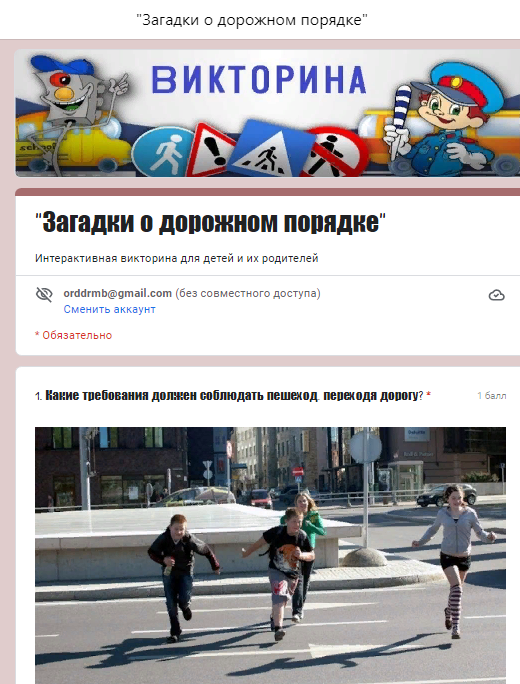 "Загадки о дорожном порядке"
ВИКТОРИНА
school
"Загадки о дорожном порядке"
Интерактивная викторина для детей и их родителей
orddrmb@gmail.com (без совместного доступа)
Сменить аккаунт
* Обязательно
1. Какие требования должен соблюдать пешеход, переходя дорогу? *
1 балл